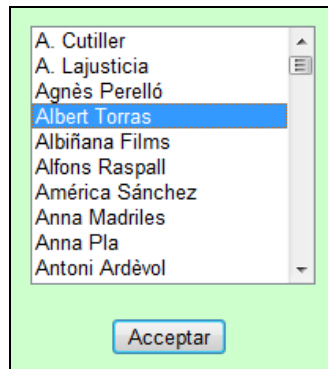 A. Cutiller
A. Lajusticia
Agnès Perelló
Albert Torras
Albiñana Films
Alfons Raspall
América Sánchez
Anna Madriles
Anna Pla
Antoni Ardèvol
Acceptar